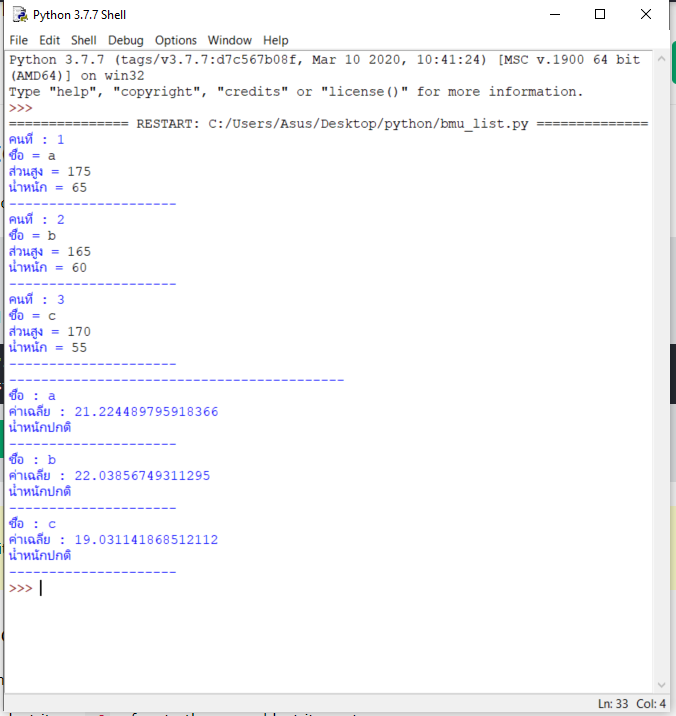 Python 3.7.7 Shell
File Edit Shell Debug Options Window Help
Python 3.7.7 (tags/v3.7.7:d7c567b08f, Mar 10 2020, 10:41:24) [MSC v.1900 64 bit
(AMD64)] on win32
Type "help", "copyright", "credits" or "license()" for more information.
>>>
=============== RESTART: C:/Users/Asus/Desktop/python/bmu_list.py ==============
คนที่ : 1
ชื่อ = a
ส่วนสูง = 175
น้ำหนัก = 65
---------------------
คนที่ : 2
ชื่อ = b
ส่วนสูง = 165
น้ำหนัก = 60
---------------------
คนที่ : 3
ชื่อ = c
ส่วนสูง = 170
น้ำหนัก = 55
---------------------
------------------------------------------
ชื่อ : a
ค่าเฉลี่ย : 21.224489795918366
น้ำหนักปกติ
---------------------
ชื่อ : b
ค่าเฉลี่ย : 22.03856749311295
น้ำหนักปกติ
---------------------
ชื่อ : c
ค่าเฉลี่ย : 19.031141868512112
น้ำหนักปกติ
---------------------
>>>
Ln: 33 Col: 4